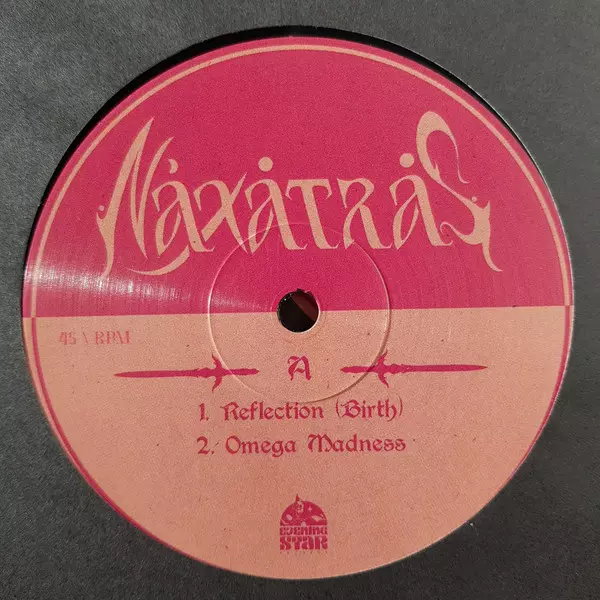 Naxatras
45 \ RPM
A
1. Reflection (Birth)
2. Omega Madness
EVENING
STAR